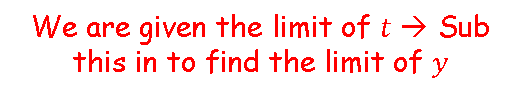 We are given the limit of t → Sub
this in to find the limit of y